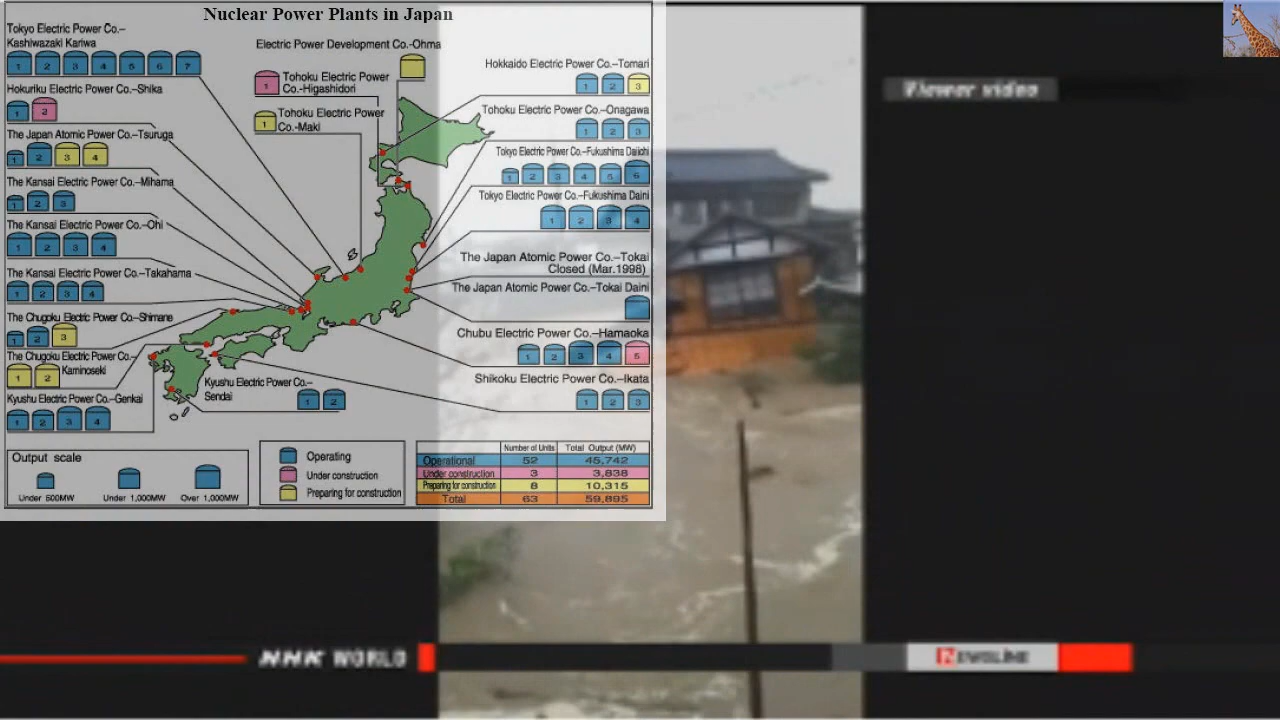 Nuclear Power Plants in Japan
Tokyo Electric Power Co.–
Kashiwazaki Kariwa
1 2 3 4 5 6 7
Hokuriku Electric Power Co.–Shika
1 2
The Japan Atomic Power Co.–Tsuruga
1 2 3 4
The Kansai Electric Power Co.–Mihama
1 2 3
The Kansai Electric Power Co.–Ohi
1 2 3 4
The Kansai Electric Power Co.–Takahama
1 2 3 4
The Chugoku Electric Power Co.–Shimane
1 2 3
The Chugoku Electric Power Co.–
Kaminoseki
1 2
Kyushu Electric Power Co.–Genkai
1 2 3 4
Electric Power Development Co.–Ohma
Tohoku Electric Power
Co.–Higashidori
1
Tohoku Electric Power
Co.–Maki
1
Kyushu Electric Power Co.–
Sendai
1 2
Hokkaido Electric Power Co.–Tomari
1 2 3
Tohoku Electric Power Co.–Onagawa
1 2 3
Tokyo Electric Power Co.–Fukushima Daiichi
1 2 3 4 5 6
Tokyo Electric Power Co.–Fukushima Daini
1 2 3 4
The Japan Atomic Power Co.–Tokai
Closed (Mar.1998)
The Japan Atomic Power Co.–Tokai Daini
Chubu Electric Power Co.–Hamaoka
1 2 3 4 5
Shikoku Electric Power Co.–Ikata
1 2 3
Output scale
Under 500MW Under 1,000MW Over 1,000MW
Operating
Under construction
Preparing for construction
Number of Units Total Output (MW)
Operational 52 45,742
Under construction 3 3,838
Preparing for construction 8 10,315
Total 63 59,895
Viewer video
NHK WORLD
NEWSLINE